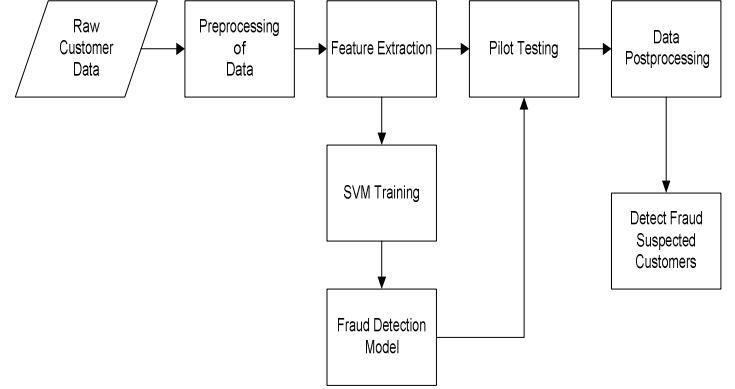 Raw
Customer
Data
Preprocessing
of
Data
Feature Extraction
Pilot Testing
Data
Postprocessing
SVM Training
Detect Fraud
Suspected
Customers
Fraud Detection
Model